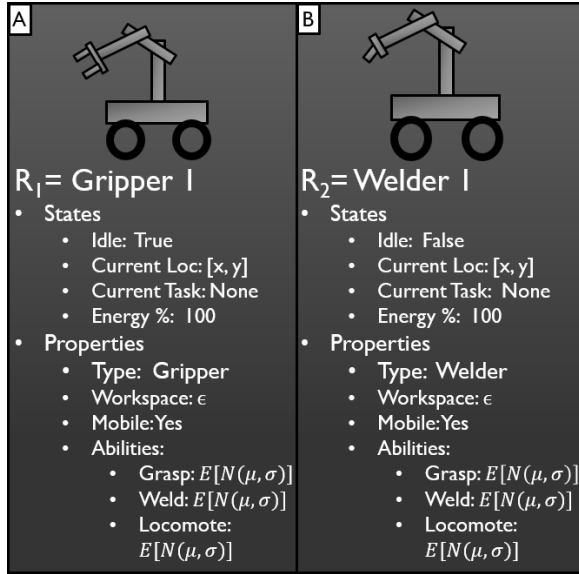 A
R₁= Gripper 1
• States
• Idle: True
• Current Loc: [x, y]
• Current Task: None
• Energy %: 100
• Properties
• Type: Gripper
• Workspace: ϵ
• Mobile: Yes
• Abilities:
• Grasp: E[N(μ, σ)]
• Weld: E[N(μ, σ)]
• Locomote:
E[N(μ, σ)]
B
R₂= Welder 1
• States
• Idle: False
• Current Loc: [x, y]
• Current Task: None
• Energy %: 100
• Properties
• Type: Welder
• Workspace: ϵ
• Mobile: Yes
• Abilities:
• Grasp: E[N(μ, σ)]
• Weld: E[N(μ, σ)]
• Locomote:
E[N(μ, σ)]